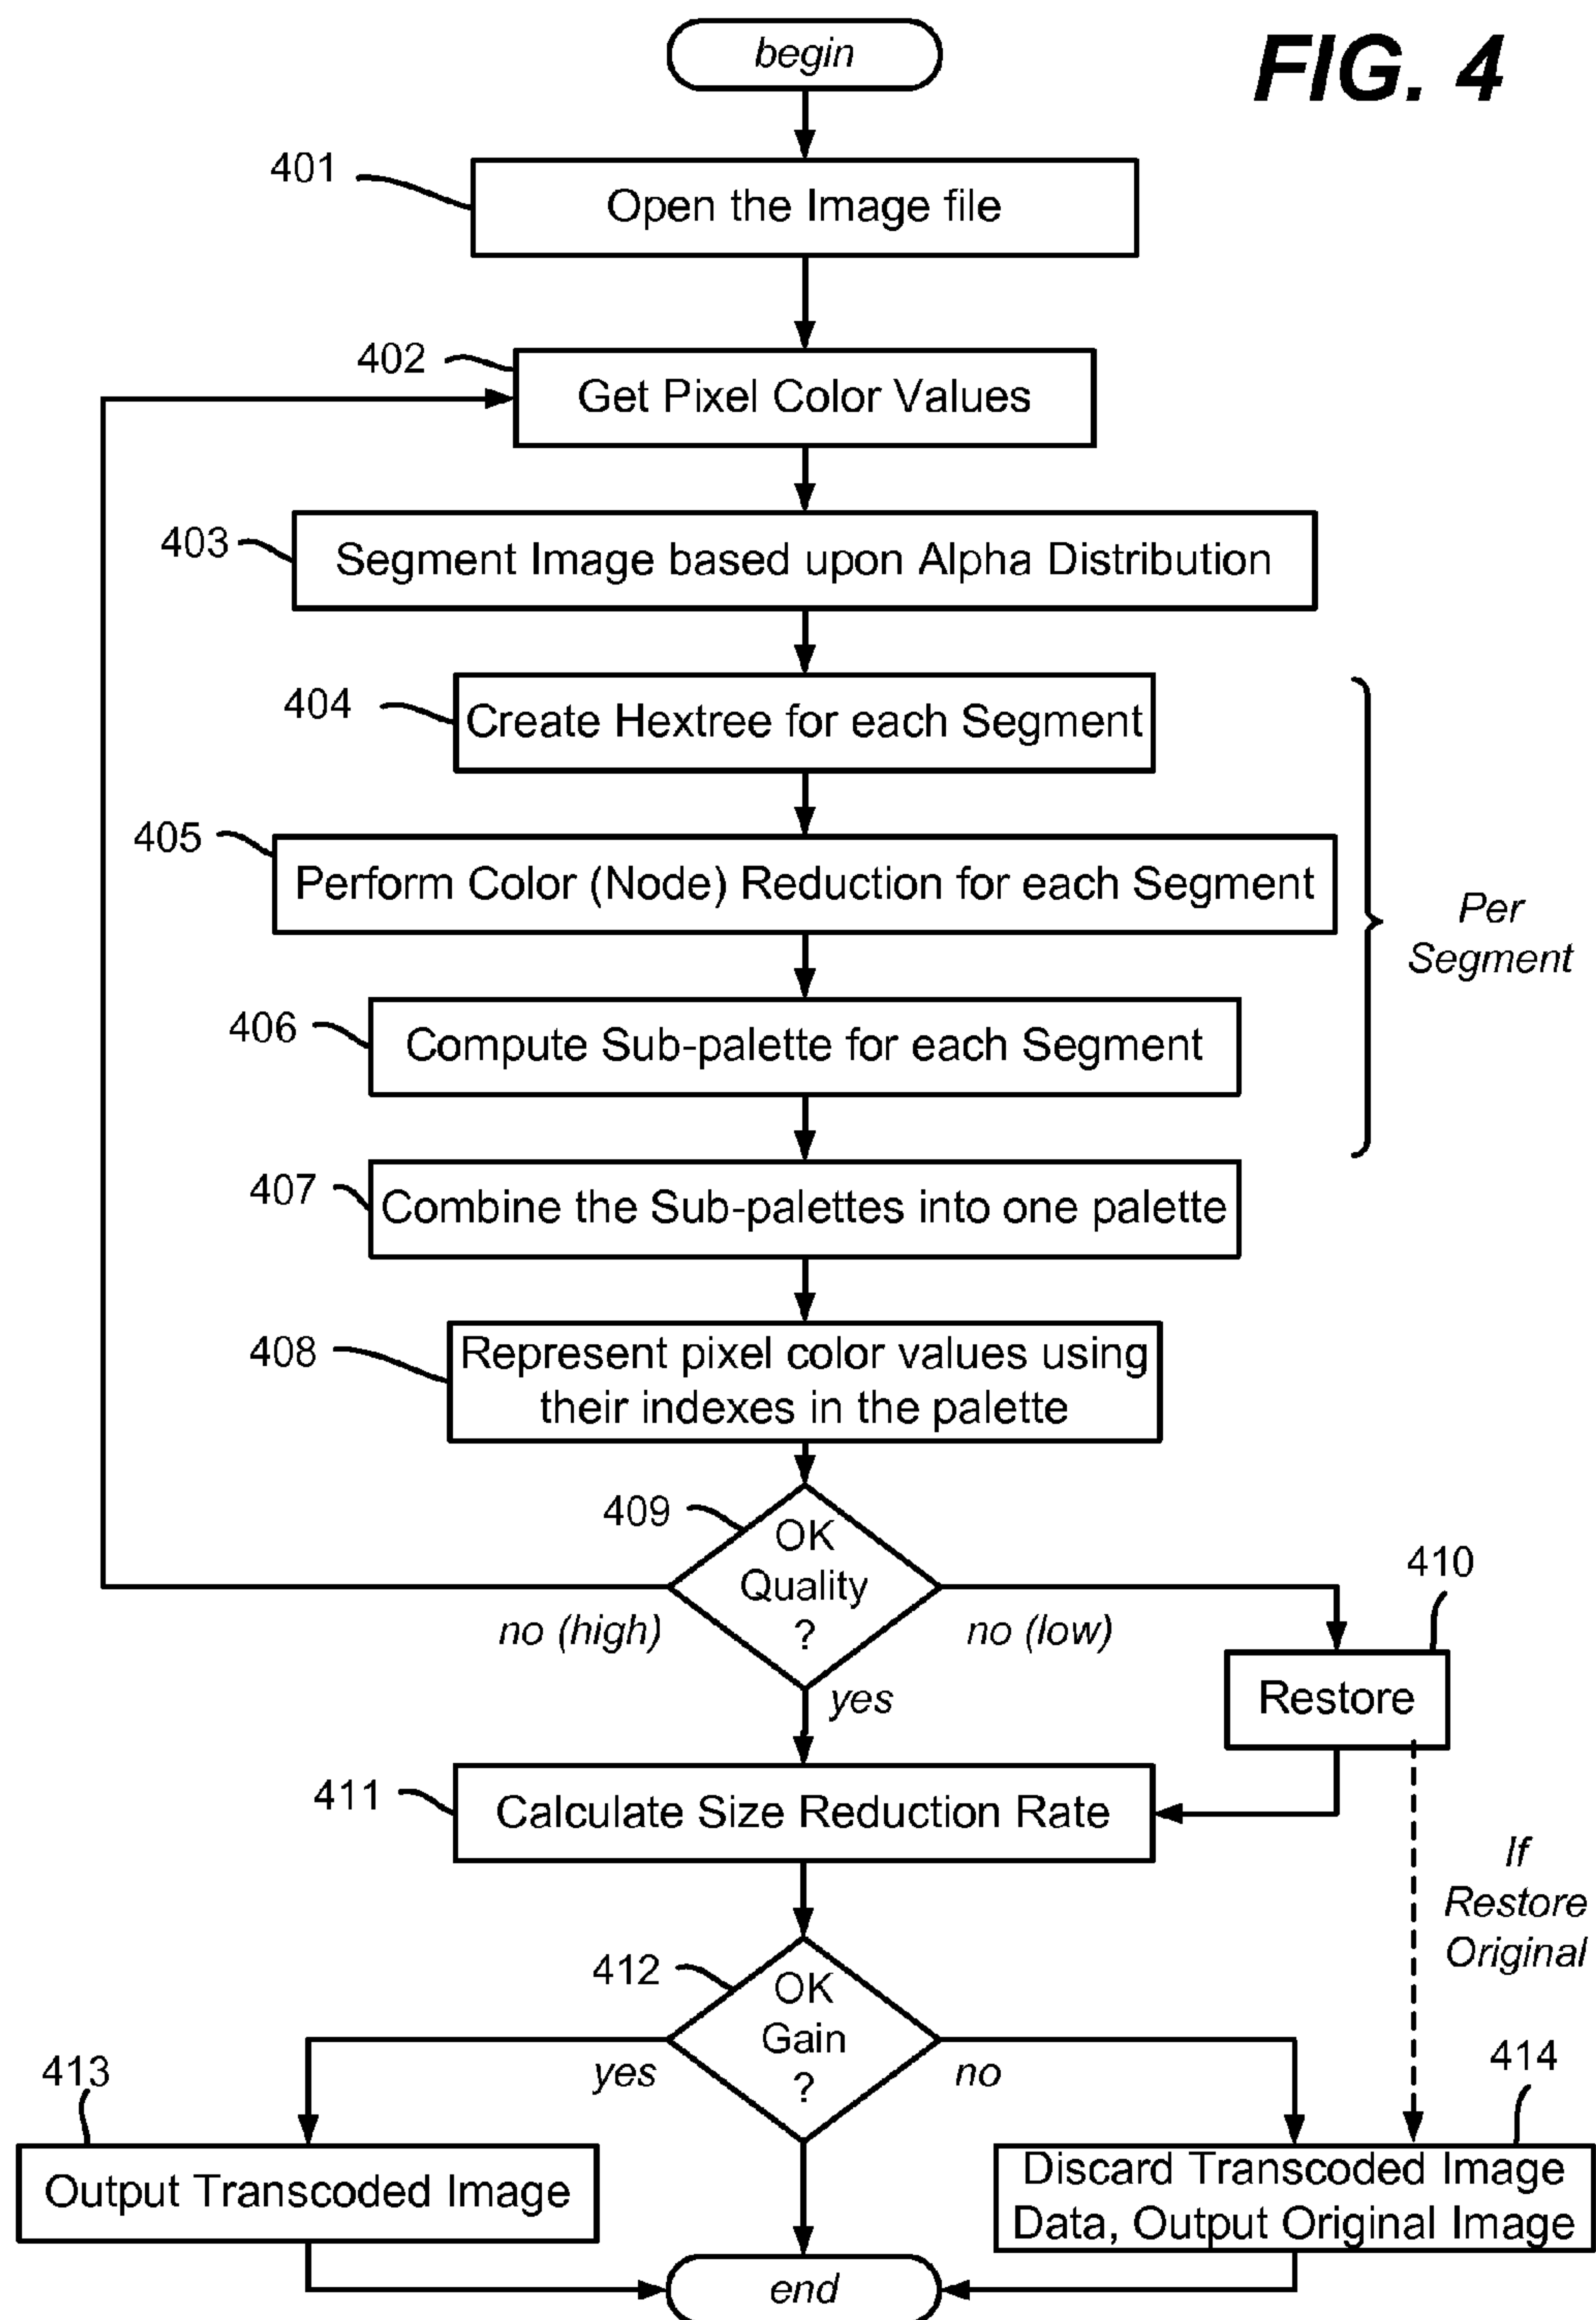 FIG. 4
begin
401
Open the Image file
402
Get Pixel Color Values
403
Segment Image based upon Alpha Distribution
404
Create Hextree for each Segment
405
Perform Color (Node) Reduction for each Segment
Per
Segment
406
Compute Sub-palette for each Segment
407
Combine the Sub-palettes into one palette
408
Represent pixel color values using
their indexes in the palette
409
OK
Quality
?
no (high)
no (low)
yes
410
Restore
411
Calculate Size Reduction Rate
If
Restore
Original
412
OK
Gain
?
yes
no
413
Output Transcoded Image
414
Discard Transcoded Image
Data, Output Original Image
end